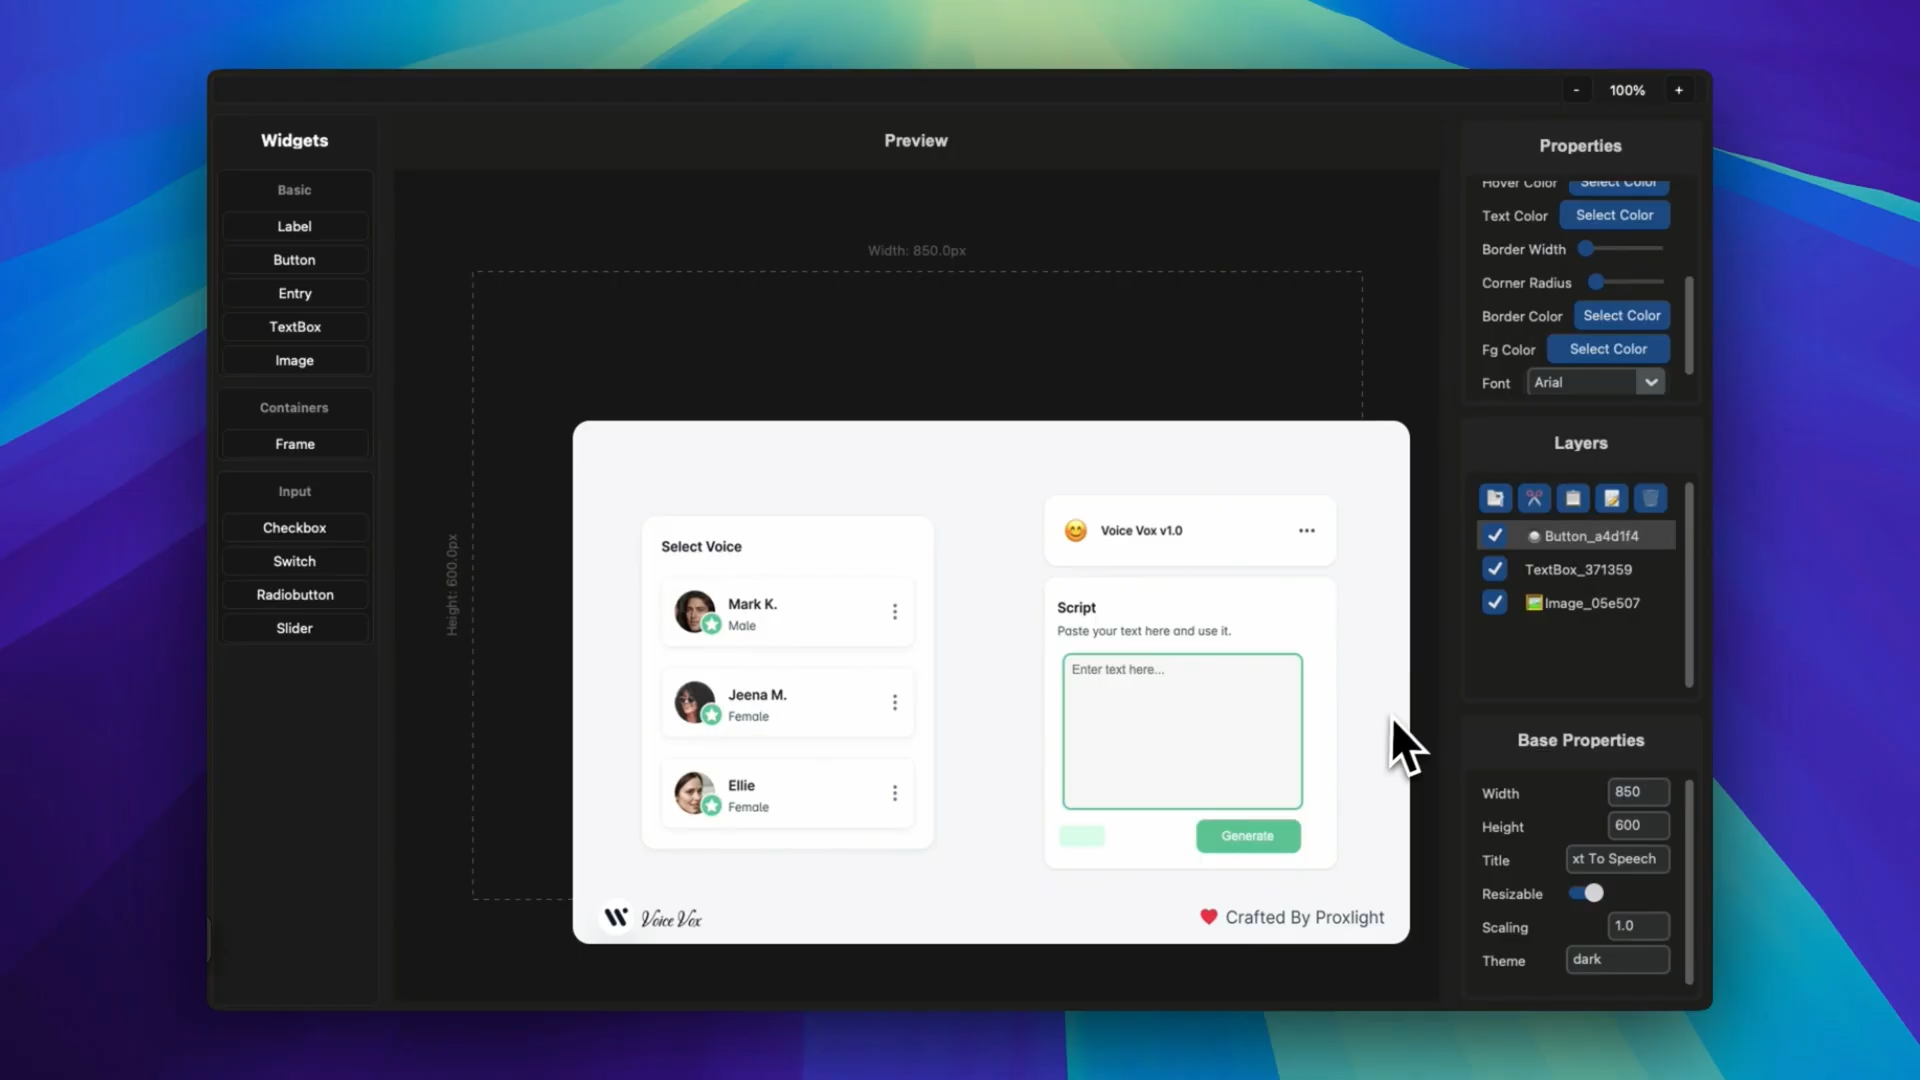 - 100% +
Widgets
Basic
Label
Button
Entry
TextBox
Image
Containers
Frame
Input
Checkbox
Switch
Radiobutton
Slider
Preview
Width: 850.0px
Height: 600.0px
Select Voice
Mark K.
Male
Jeena M.
Female
Ellie
Female
Voice Vox
Voice Vox v1.0
Script
Paste your text here and use it.
Enter text here...
Generate
Crafted By Proxlight
Properties
Hover Color Select Color
Text Color Select Color
Border Width
Corner Radius
Border Color Select Color
Fg Color Select Color
Font Arial
Layers
Button_a4d1f4
TextBox_371359
Image_05e507
Base Properties
Width 850
Height 600
Title xt To Speech
Resizable
Scaling 1.0
Theme dark